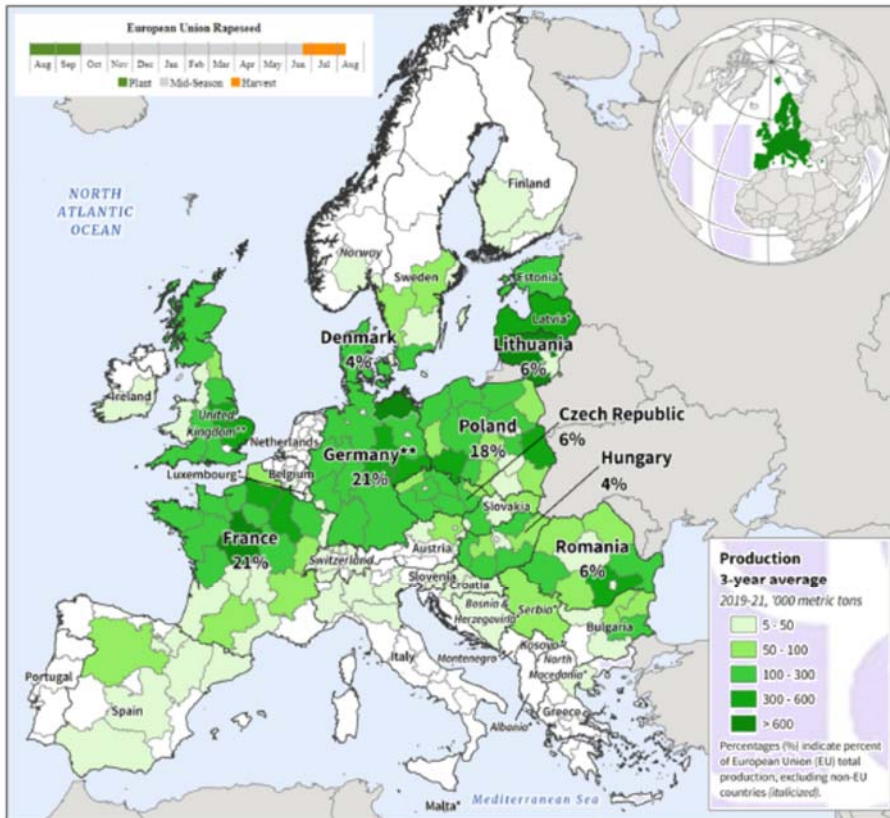 European Union Rapeseed
Aug Sep Oct Nov Dec Jan Feb Mar Apr May Jun Jul Aug
Plant Mid-Season Harvest
NORTH
ATLANTIC
OCEAN
Finland
Norway
Sweden
Estonia*
Latvia*
Denmark
4%
Lithuania
6%
Ireland
United
Kingdom**
Netherlands
Belgium
Luxembourg*
Germany**
21%
Poland
18%
Czech Republic
6%
Hungary
4%
Slovakia
France
21%
Switzerland
Austria
Slovenia
Croatia
Romania
6%
Bosnia &
Herzegovina*
Serbia*
Bulgaria
Kosovo*
Montenegro*
North
Macedonia*
Italy
Portugal
Spain
Albania*
Greece
Malta*
Mediterranean Sea
Production
3-year average
2019-21, '000 metric tons
5 - 50
50 - 100
100 - 300
300 - 600
> 600
Percentages (%) indicate percent
of European Union (EU) total
production, excluding non-EU
countries (italicized).